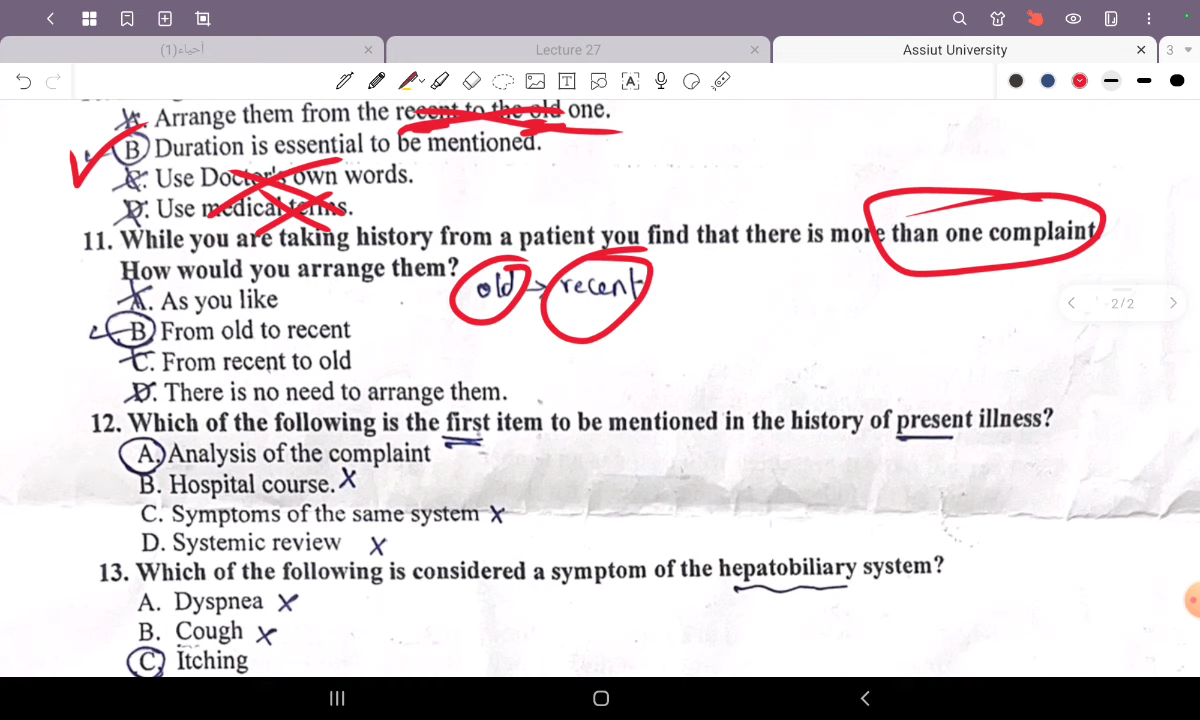 أحياء(1)
Lecture 27
Assiut University
3
A. Arrange them from the recent to the old one.
B) Duration is essential to be mentioned.
C. Use Doctor's own words.
D. Use medical terms.
11. While you are taking history from a patient you find that there is more than one complaint.
How would you arrange them?
old → recent
A. As you like
B) From old to recent
C. From recent to old
D. There is no need to arrange them.
2/2
12. Which of the following is the first item to be mentioned in the history of present illness?
A. Analysis of the complaint
B. Hospital course. X
C. Symptoms of the same system X
D. Systemic review X
13. Which of the following is considered a symptom of the hepatobiliary system?
A. Dyspnea X
B. Cough X
C) Itching